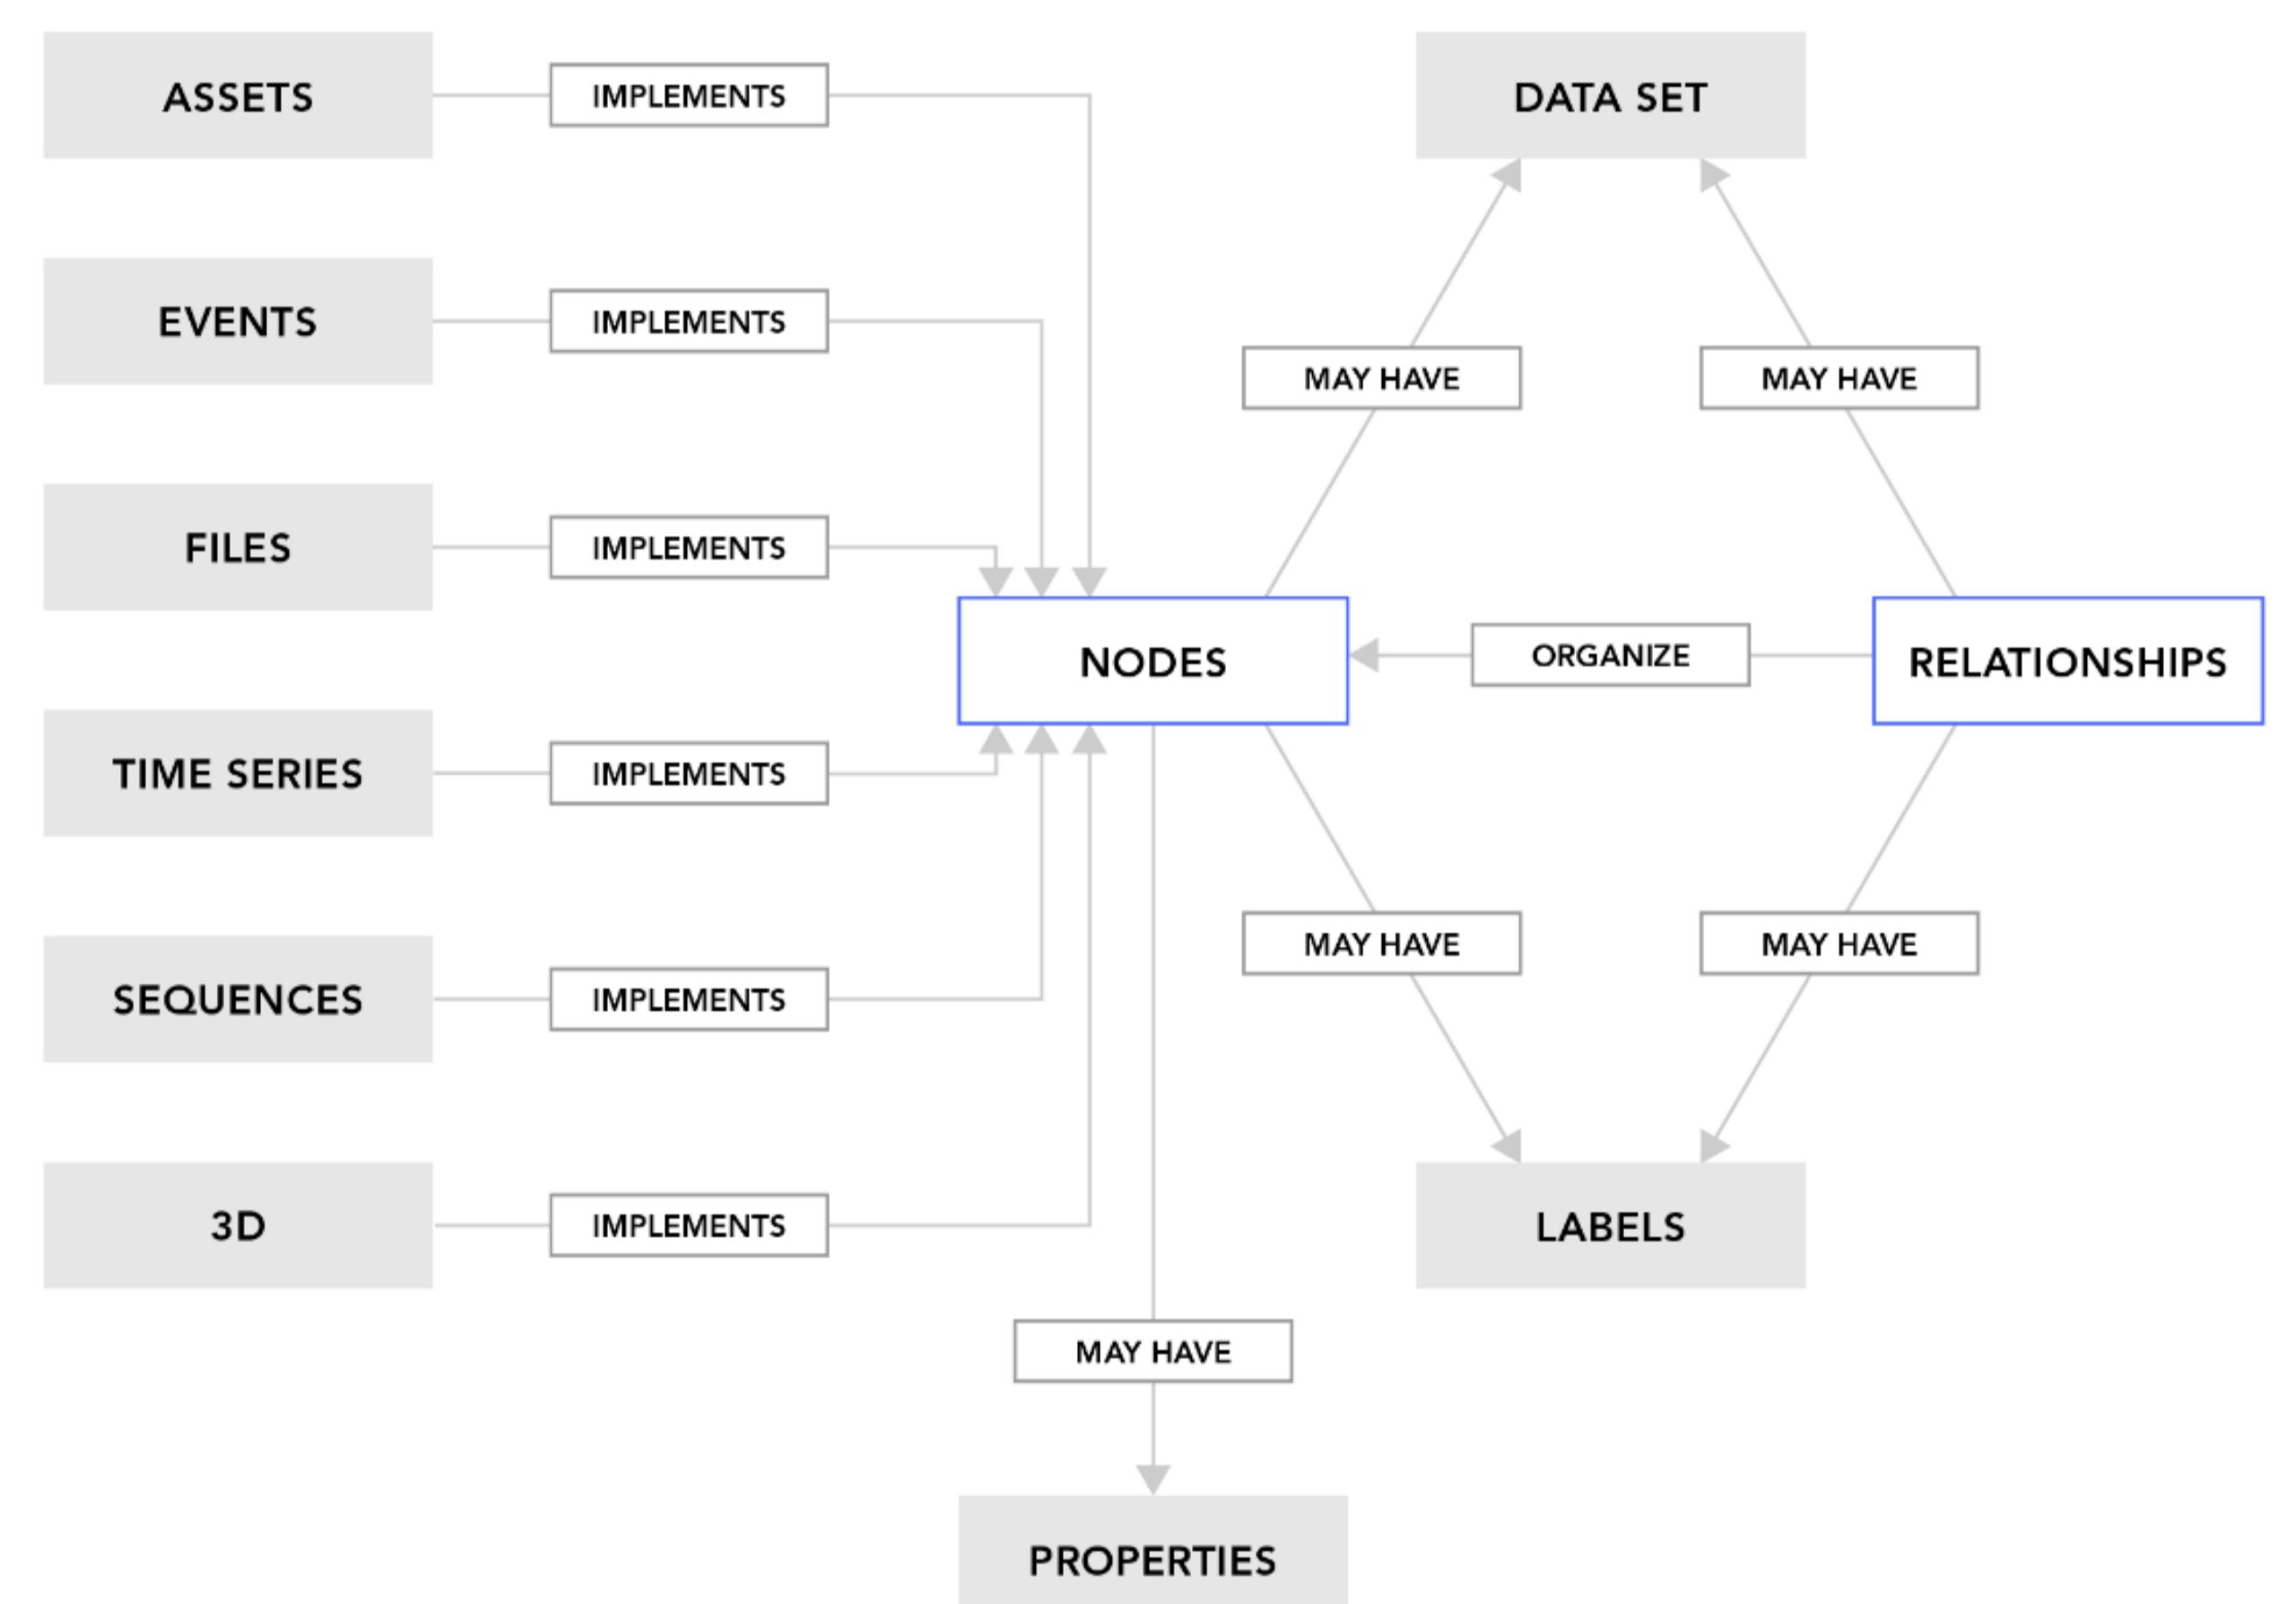 ASSETS
IMPLEMENTS
DATA SET
EVENTS
IMPLEMENTS
MAY HAVE
MAY HAVE
FILES
IMPLEMENTS
NODES
ORGANIZE
RELATIONSHIPS
TIME SERIES
IMPLEMENTS
SEQUENCES
IMPLEMENTS
MAY HAVE
MAY HAVE
3D
IMPLEMENTS
LABELS
MAY HAVE
PROPERTIES